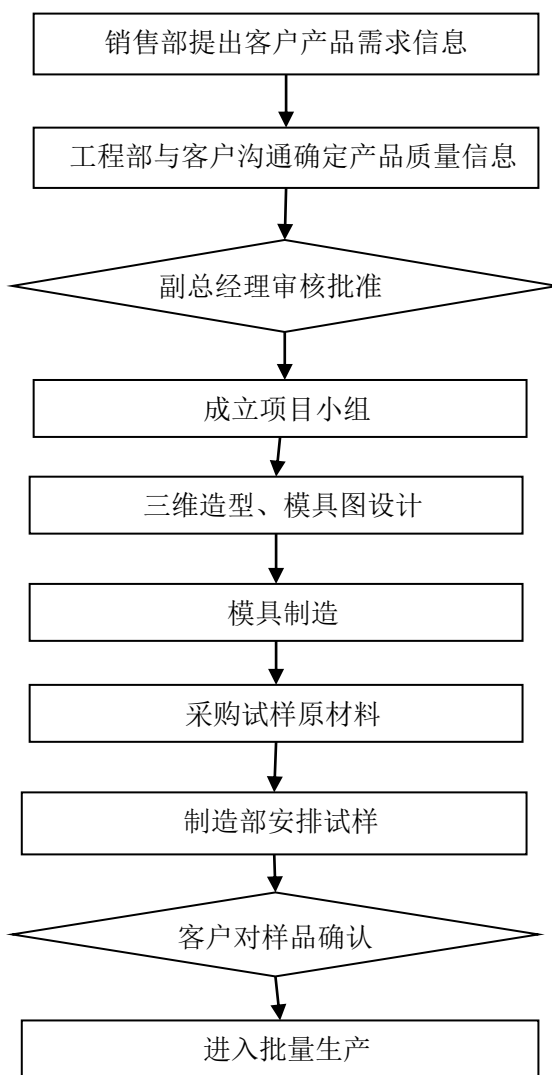 销售部提出客户产品需求信息
工程部与客户沟通确定产品质量信息
副总经理审核批准
成立项目小组
三维造型、模具图设计
模具制造
采购试样原材料
制造部安排试样
客户对样品确认
进入批量生产